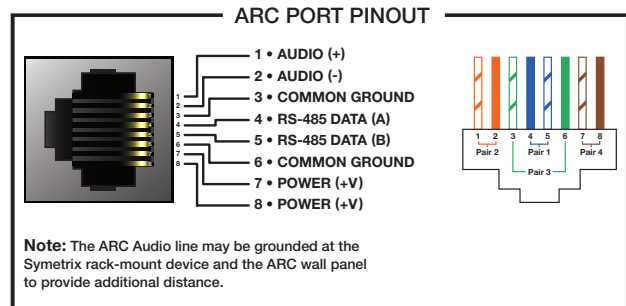 ARC PORT PINOUT
1 • AUDIO (+)
2 • AUDIO (-)
3 • COMMON GROUND
4 • RS-485 DATA (A)
5 • RS-485 DATA (B)
6 • COMMON GROUND
7 • POWER (+V)
8 • POWER (+V)
1
2
3
4
5
6
7
8
1 2 3 4 5 6 7 8
Pair 2 Pair 1 Pair 4
Pair 3
Note: The ARC Audio line may be grounded at the
Symetrix rack-mount device and the ARC wall panel
to provide additional distance.